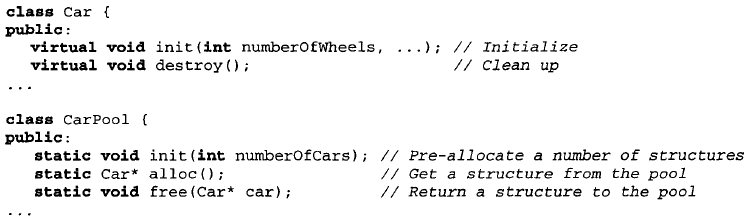 class Car {
public:
   virtual void init(int numberOfWheels, ...); // Initialize
   virtual void destroy();                     // Clean up
...
class CarPool {
public:
   static void init(int numberOfCars); // Pre-allocate a number of structures
   static Car* alloc();                // Get a structure from the pool
   static void free(Car* car);         // Return a structure to the pool
...